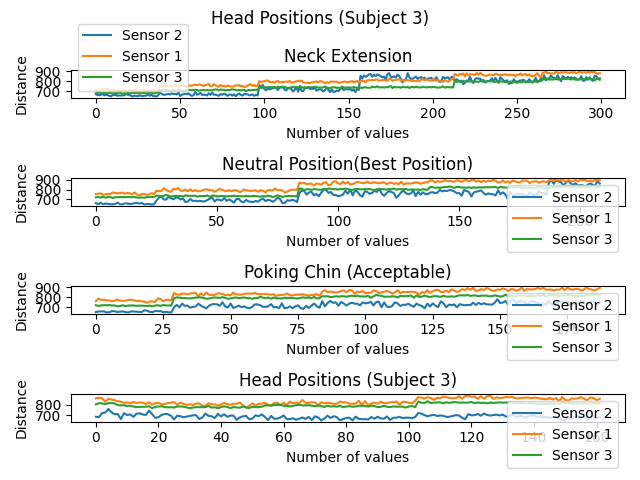 Head Positions (Subject 3)
Sensor 2
Sensor 1
Sensor 3
Neck Extension
Distance
900
800
700
0 50 100 150 200 250 300
Number of values
Neutral Position(Best Position)
Distance
900
800
700
0 50 100 150 200
Sensor 2
Sensor 1
Sensor 3
Number of values
Poking Chin (Acceptable)
Distance
900
800
700
0 25 50 75 100 125
Sensor 2
Sensor 1
Sensor 3
Number of values
Head Positions (Subject 3)
Distance
800
700
0 20 40 60 80 100 120 140
Sensor 2
Sensor 1
Sensor 3
Number of values